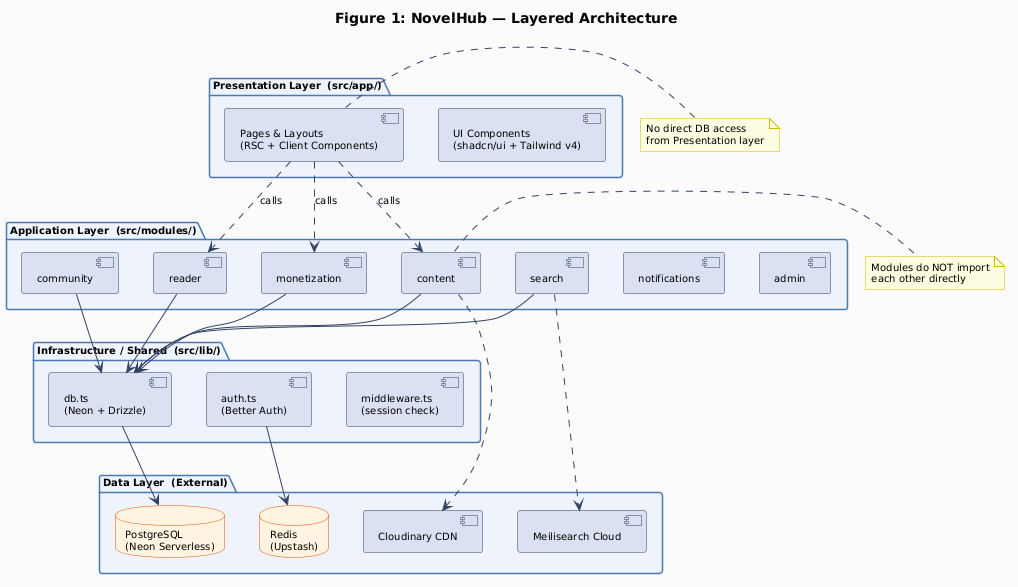 Figure 1: NovelHub — Layered Architecture
Presentation Layer  (src/app/)
Pages & Layouts
(RSC + Client Components)
UI Components
(shadcn/ui + Tailwind v4)
No direct DB access
from Presentation layer
calls
calls
calls
Application Layer  (src/modules/)
community
reader
monetization
content
search
notifications
admin
Modules do NOT import
each other directly
Infrastructure / Shared  (src/lib/)
db.ts
(Neon + Drizzle)
auth.ts
(Better Auth)
middleware.ts
(session check)
Data Layer  (External)
PostgreSQL
(Neon Serverless)
Redis
(Upstash)
Cloudinary CDN
Meilisearch Cloud